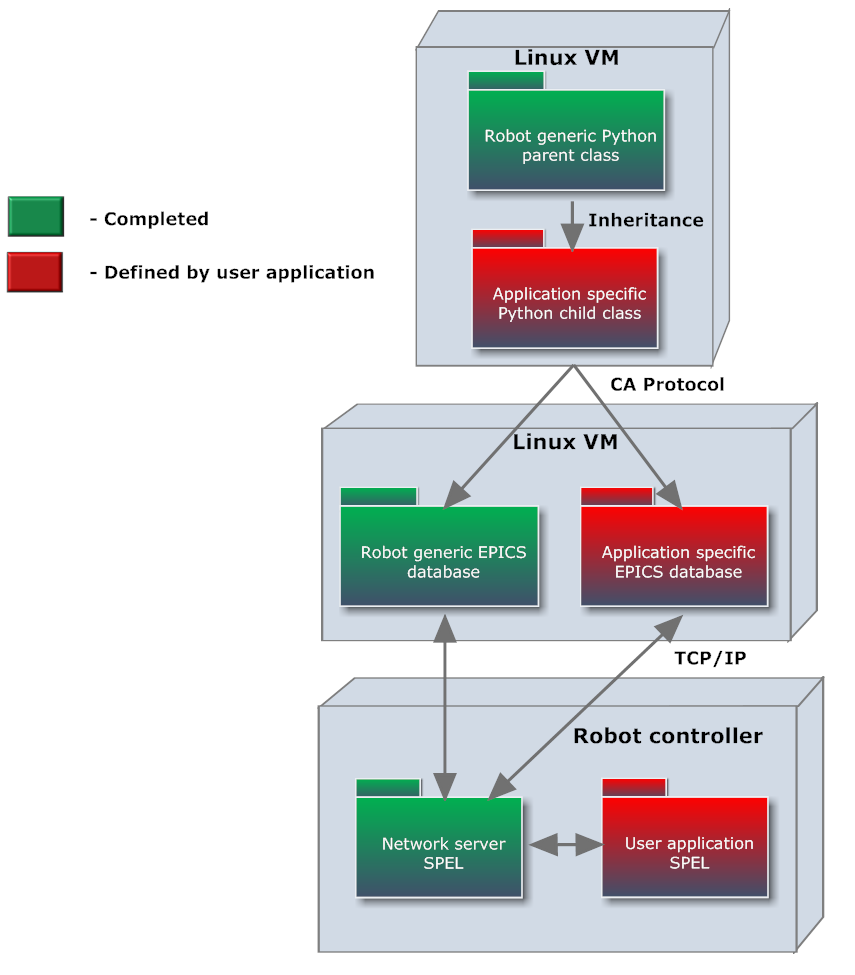 Linux VM
Robot generic Python
parent class
- Completed
Inheritance
- Defined by user application
Application specific
Python child class
CA Protocol
Linux VM
Robot generic EPICS
database
Application specific
EPICS database
TCP/IP
Robot controller
Network server
SPEL
User application
SPEL